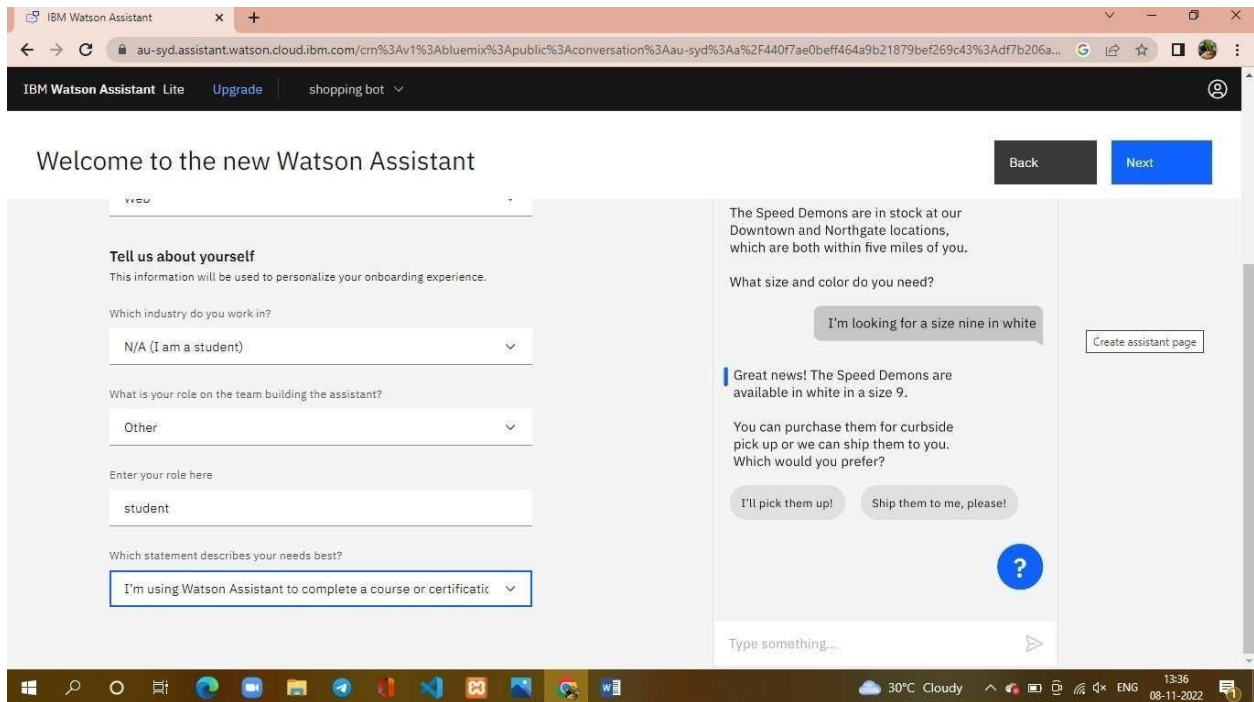 IBM Watson Assistant
au-syd.assistant.watson.cloud.ibm.com/crn%3Av1%3Abluemix%3Apublic%3Aconversation%3Aau-syd%3Aa%2F440f7ae0beff464a9b21879bef269c43%3Adf7b206a...
IBM Watson Assistant Lite Upgrade shopping bot
Welcome to the new Watson Assistant
Back
Next
Web
Tell us about yourself
This information will be used to personalize your onboarding experience.
Which industry do you work in?
N/A (I am a student)
What is your role on the team building the assistant?
Other
Enter your role here
student
Which statement describes your needs best?
I'm using Watson Assistant to complete a course or certificatic
The Speed Demons are in stock at our
Downtown and Northgate locations,
which are both within five miles of you.
What size and color do you need?
I'm looking for a size nine in white
Create assistant page
Great news! The Speed Demons are
available in white in a size 9.
You can purchase them for curbside
pick up or we can ship them to you.
Which would you prefer?
I'll pick them up!
Ship them to me, please!
?
Type something...
30°C Cloudy
ENG
13:36
08-11-2022